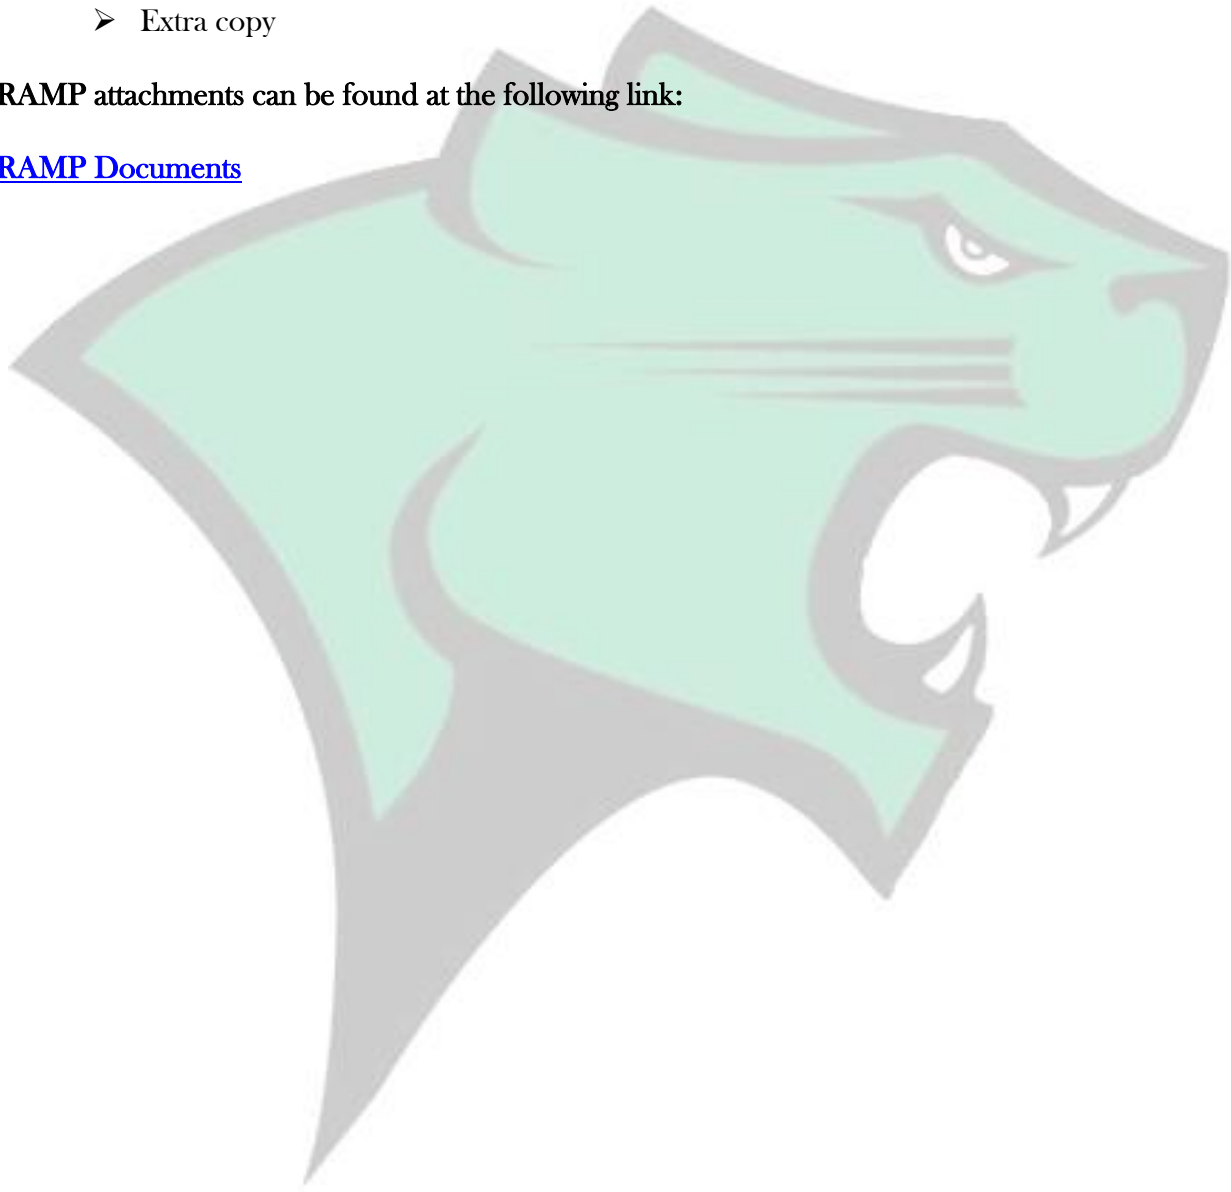 ➢ Extra copy
RAMP attachments can be found at the following link:
RAMP Documents